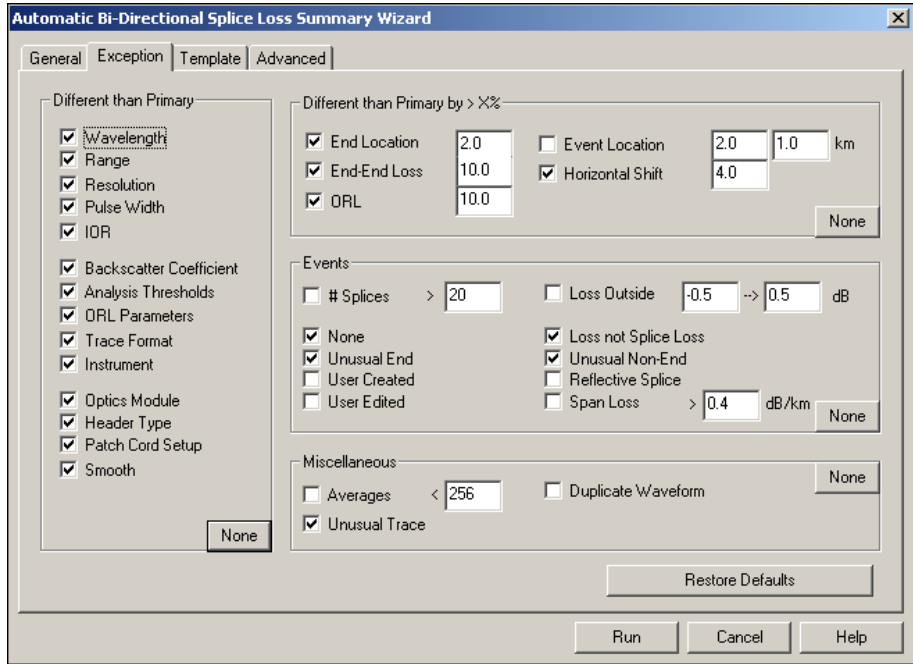 Automatic Bi-Directional Splice Loss Summary Wizard
General Exception Template Advanced
Different than Primary
Wavelength
Range
Resolution
Pulse Width
IOR
Backscatter Coefficient
Analysis Thresholds
ORL Parameters
Trace Format
Instrument
Optics Module
Header Type
Patch Cord Setup
Smooth
None
Different than Primary by > X%
End Location 2.0 Event Location 2.0 1.0 km
End-End Loss 10.0 Horizontal Shift 4.0
ORL 10.0
None
Events
# Splices > 20 Loss Outside -0.5 --> 0.5 dB
None Loss not Splice Loss
Unusual End Unusual Non-End
User Created Reflective Splice
User Edited Span Loss > 0.4 dB/km
None
Miscellaneous
Averages < 256 Duplicate Waveform
None
Unusual Trace
Restore Defaults
Run Cancel Help